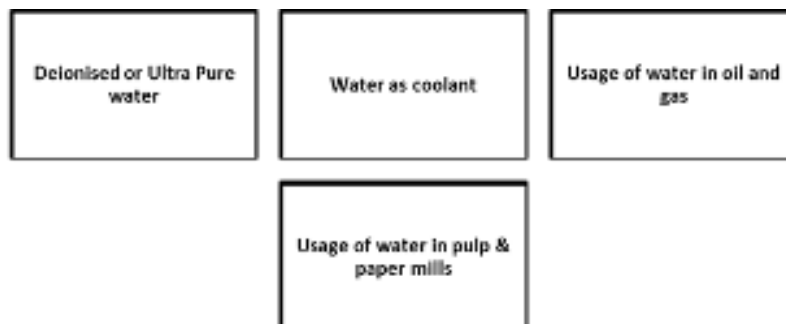 Deionised or Ultra Pure
water
Water as coolant
Usage of water in oil and
gas
Usage of water in pulp &
paper mills